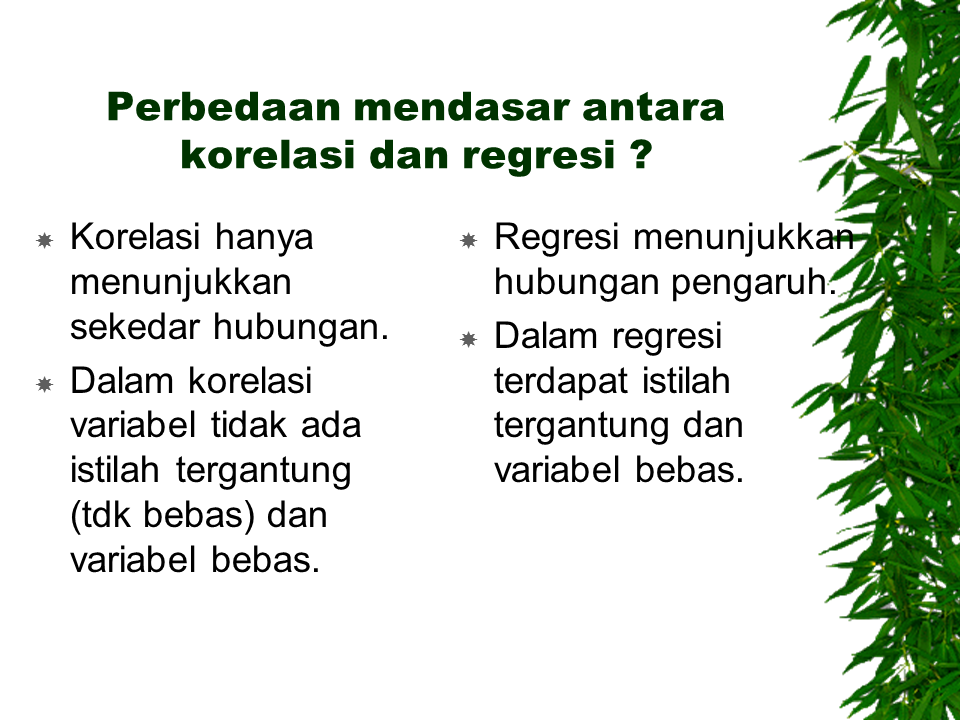 Perbedaan mendasar antara
korelasi dan regresi ?
Korelasi hanya
menunjukkan
sekedar hubungan.
Dalam korelasi
variabel tidak ada
istilah tergantung
(tdk bebas) dan
variabel bebas.
Regresi menunjukkan
hubungan pengaruh.
Dalam regresi
terdapat istilah
tergantung dan
variabel bebas.